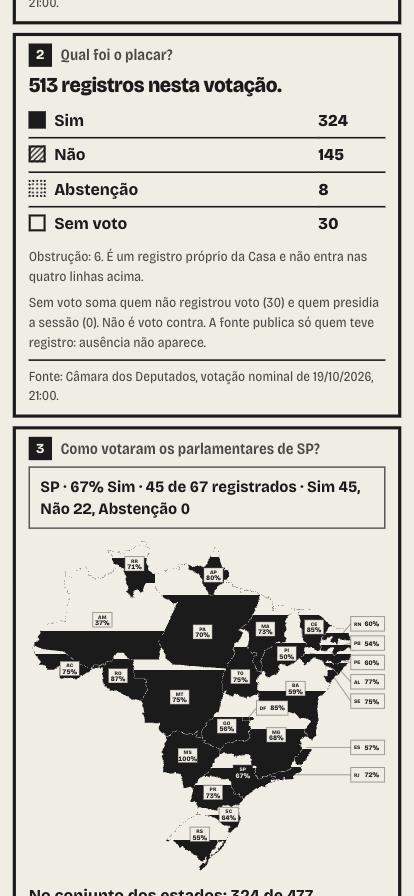 21:00.
2 Qual foi o placar?
513 registros nesta votação.
Sim 324
Não 145
Abstenção 8
Sem voto 30
Obstrução: 6. É um registro próprio da Casa e não entra nas
quatro linhas acima.
Sem voto soma quem não registrou voto (30) e quem presidia
a sessão (0). Não é voto contra. A fonte publica só quem teve
registro: ausência não aparece.
Fonte: Câmara dos Deputados, votação nominal de 19/10/2026,
21:00.
3 Como votaram os parlamentares de SP?
SP · 67% Sim · 45 de 67 registrados · Sim 45,
Não 22, Abstenção 0
RR
71%
AP
80%
AM
37%
PA
70%
MA
73%
CE
85%
RN 60%
PB 54%
PI
50%
PE 60%
AC
75%
RO
87%
TO
75%
AL 77%
BA
59%
MT
75%
SE 75%
DF 85%
GO
56%
MG
68%
ES 57%
MS
100%
SP
67%
RJ 72%
PR
73%
SC
64%
RS
55%
No conjunto dos estados: 324 de 477